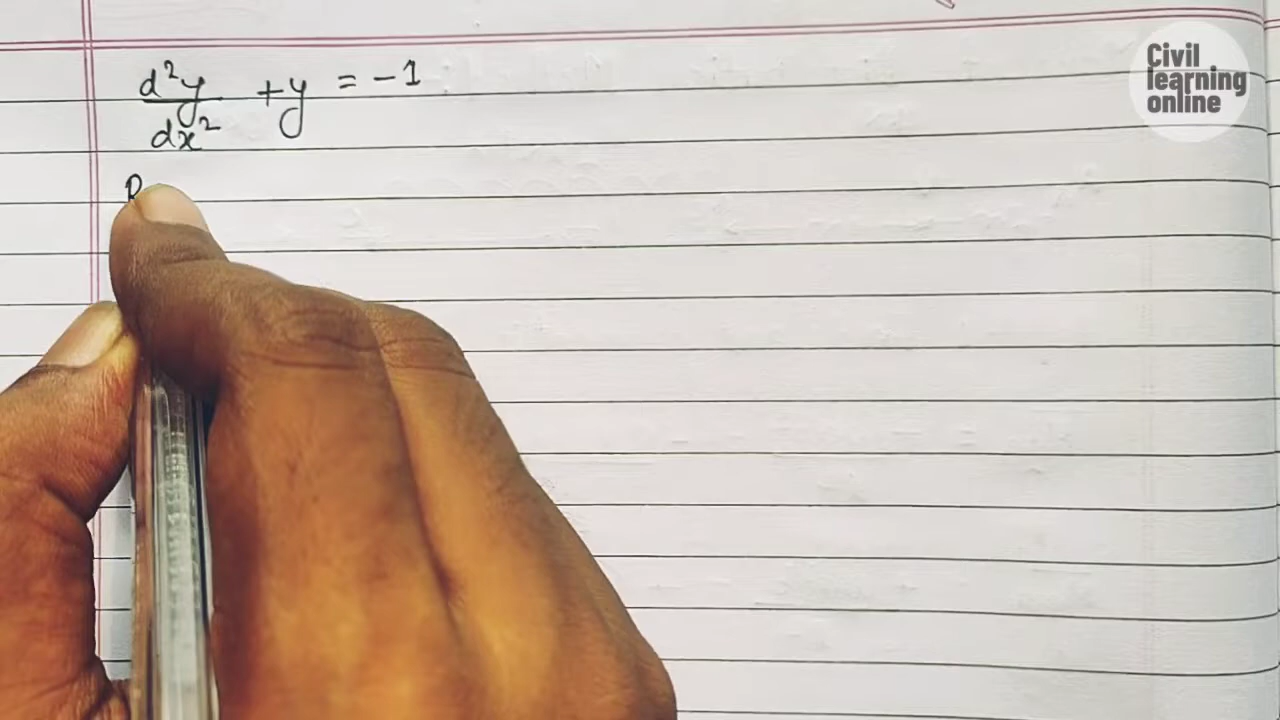 d²y/dx² + y = -1
R
Civil
learning
online